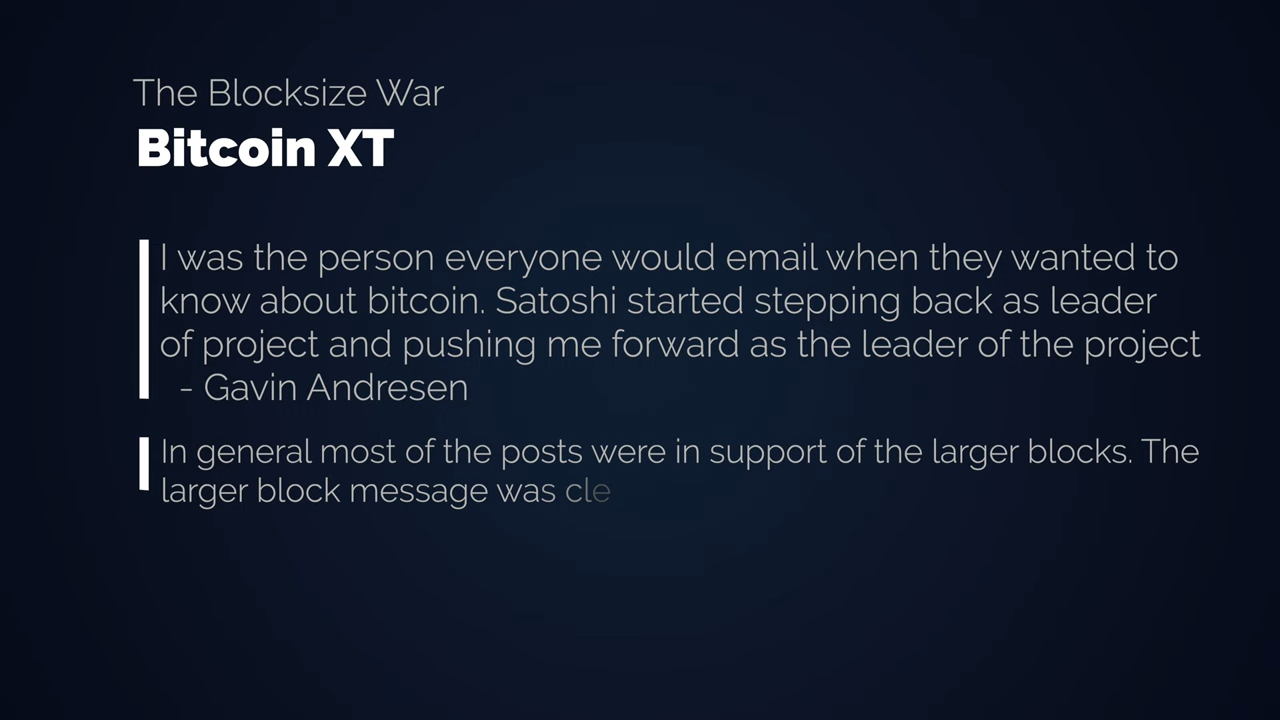 The Blocksize War
Bitcoin XT
I was the person everyone would email when they wanted to
know about bitcoin. Satoshi started stepping back as leader
of project and pushing me forward as the leader of the project
- Gavin Andresen
In general most of the posts were in support of the larger blocks. The
larger block message was cle